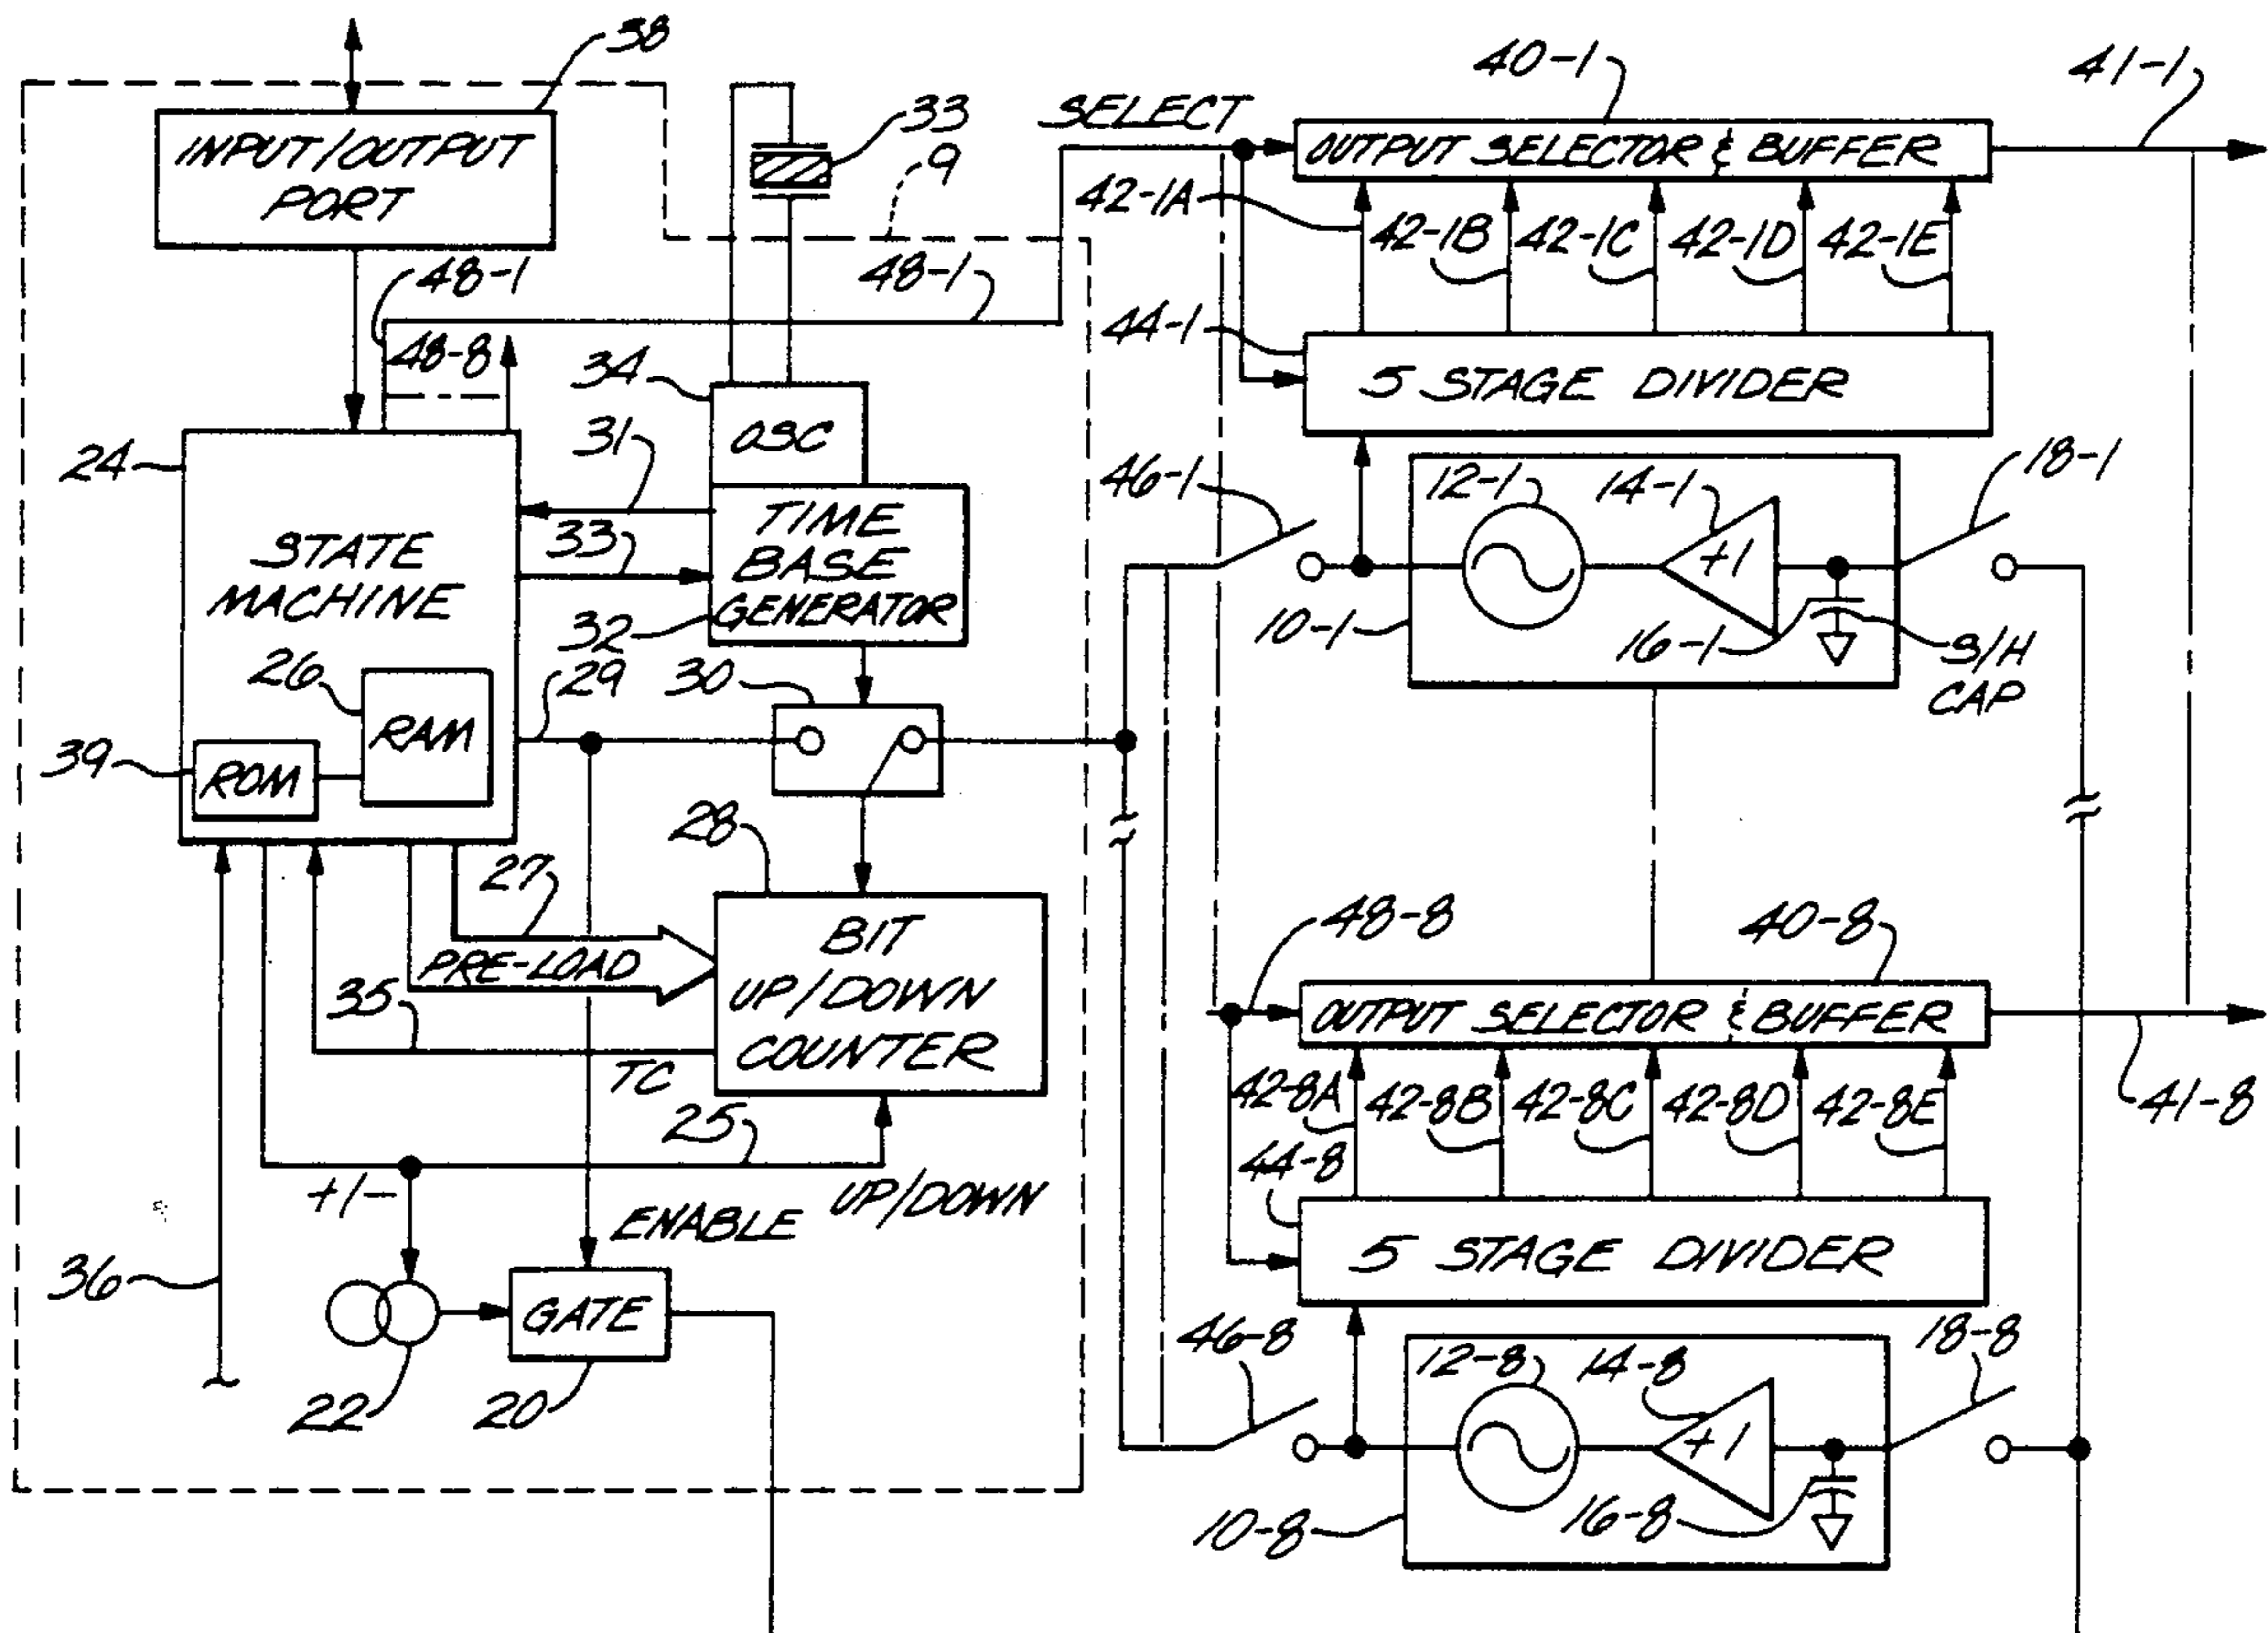 38
INPUT/OUTPUT
PORT
33
9
SELECT
40-1
41-1
OUTPUT SELECTOR & BUFFER
42-1A
42-1B
42-1C
42-1D
42-1E
48-1
48-1
48-8
44-1
5 STAGE DIVIDER
34
OSC
24
STATE
MACHINE
31
33
TIME
BASE
GENERATOR
32
46-1
12-1
14-1
+1
18-1
10-1
16-1
S/H
CAP
26
RAM
39
ROM
29
30
28
27
PRE-LOAD
35
TC
BIT
UP/DOWN
COUNTER
25
+/-
UP/DOWN
ENABLE
36
22
GATE
20
48-8
40-8
OUTPUT SELECTOR & BUFFER
41-8
42-8A
42-8B
42-8C
42-8D
42-8E
44-8
5 STAGE DIVIDER
46-8
12-8
14-8
+1
18-8
10-8
16-8